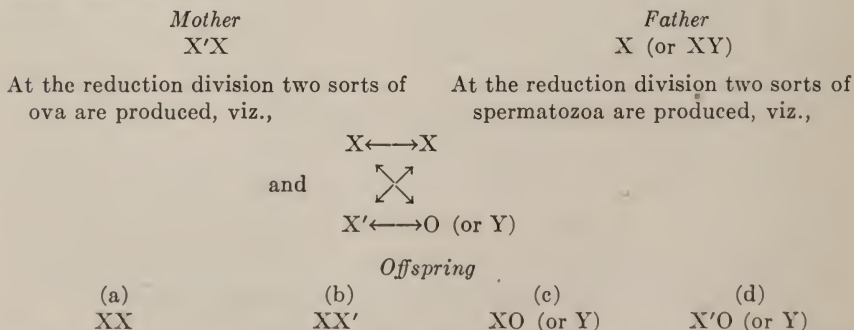 Mother Father
X′X X (or XY)
At the reduction division two sorts of At the reduction division two sorts of
ova are produced, viz., spermatozoa are produced, viz.,
X⟷X
and
X′⟷O (or Y)
Offspring
(a) (b) (c) (d)
XX XX′ XO (or Y) X′O (or Y)